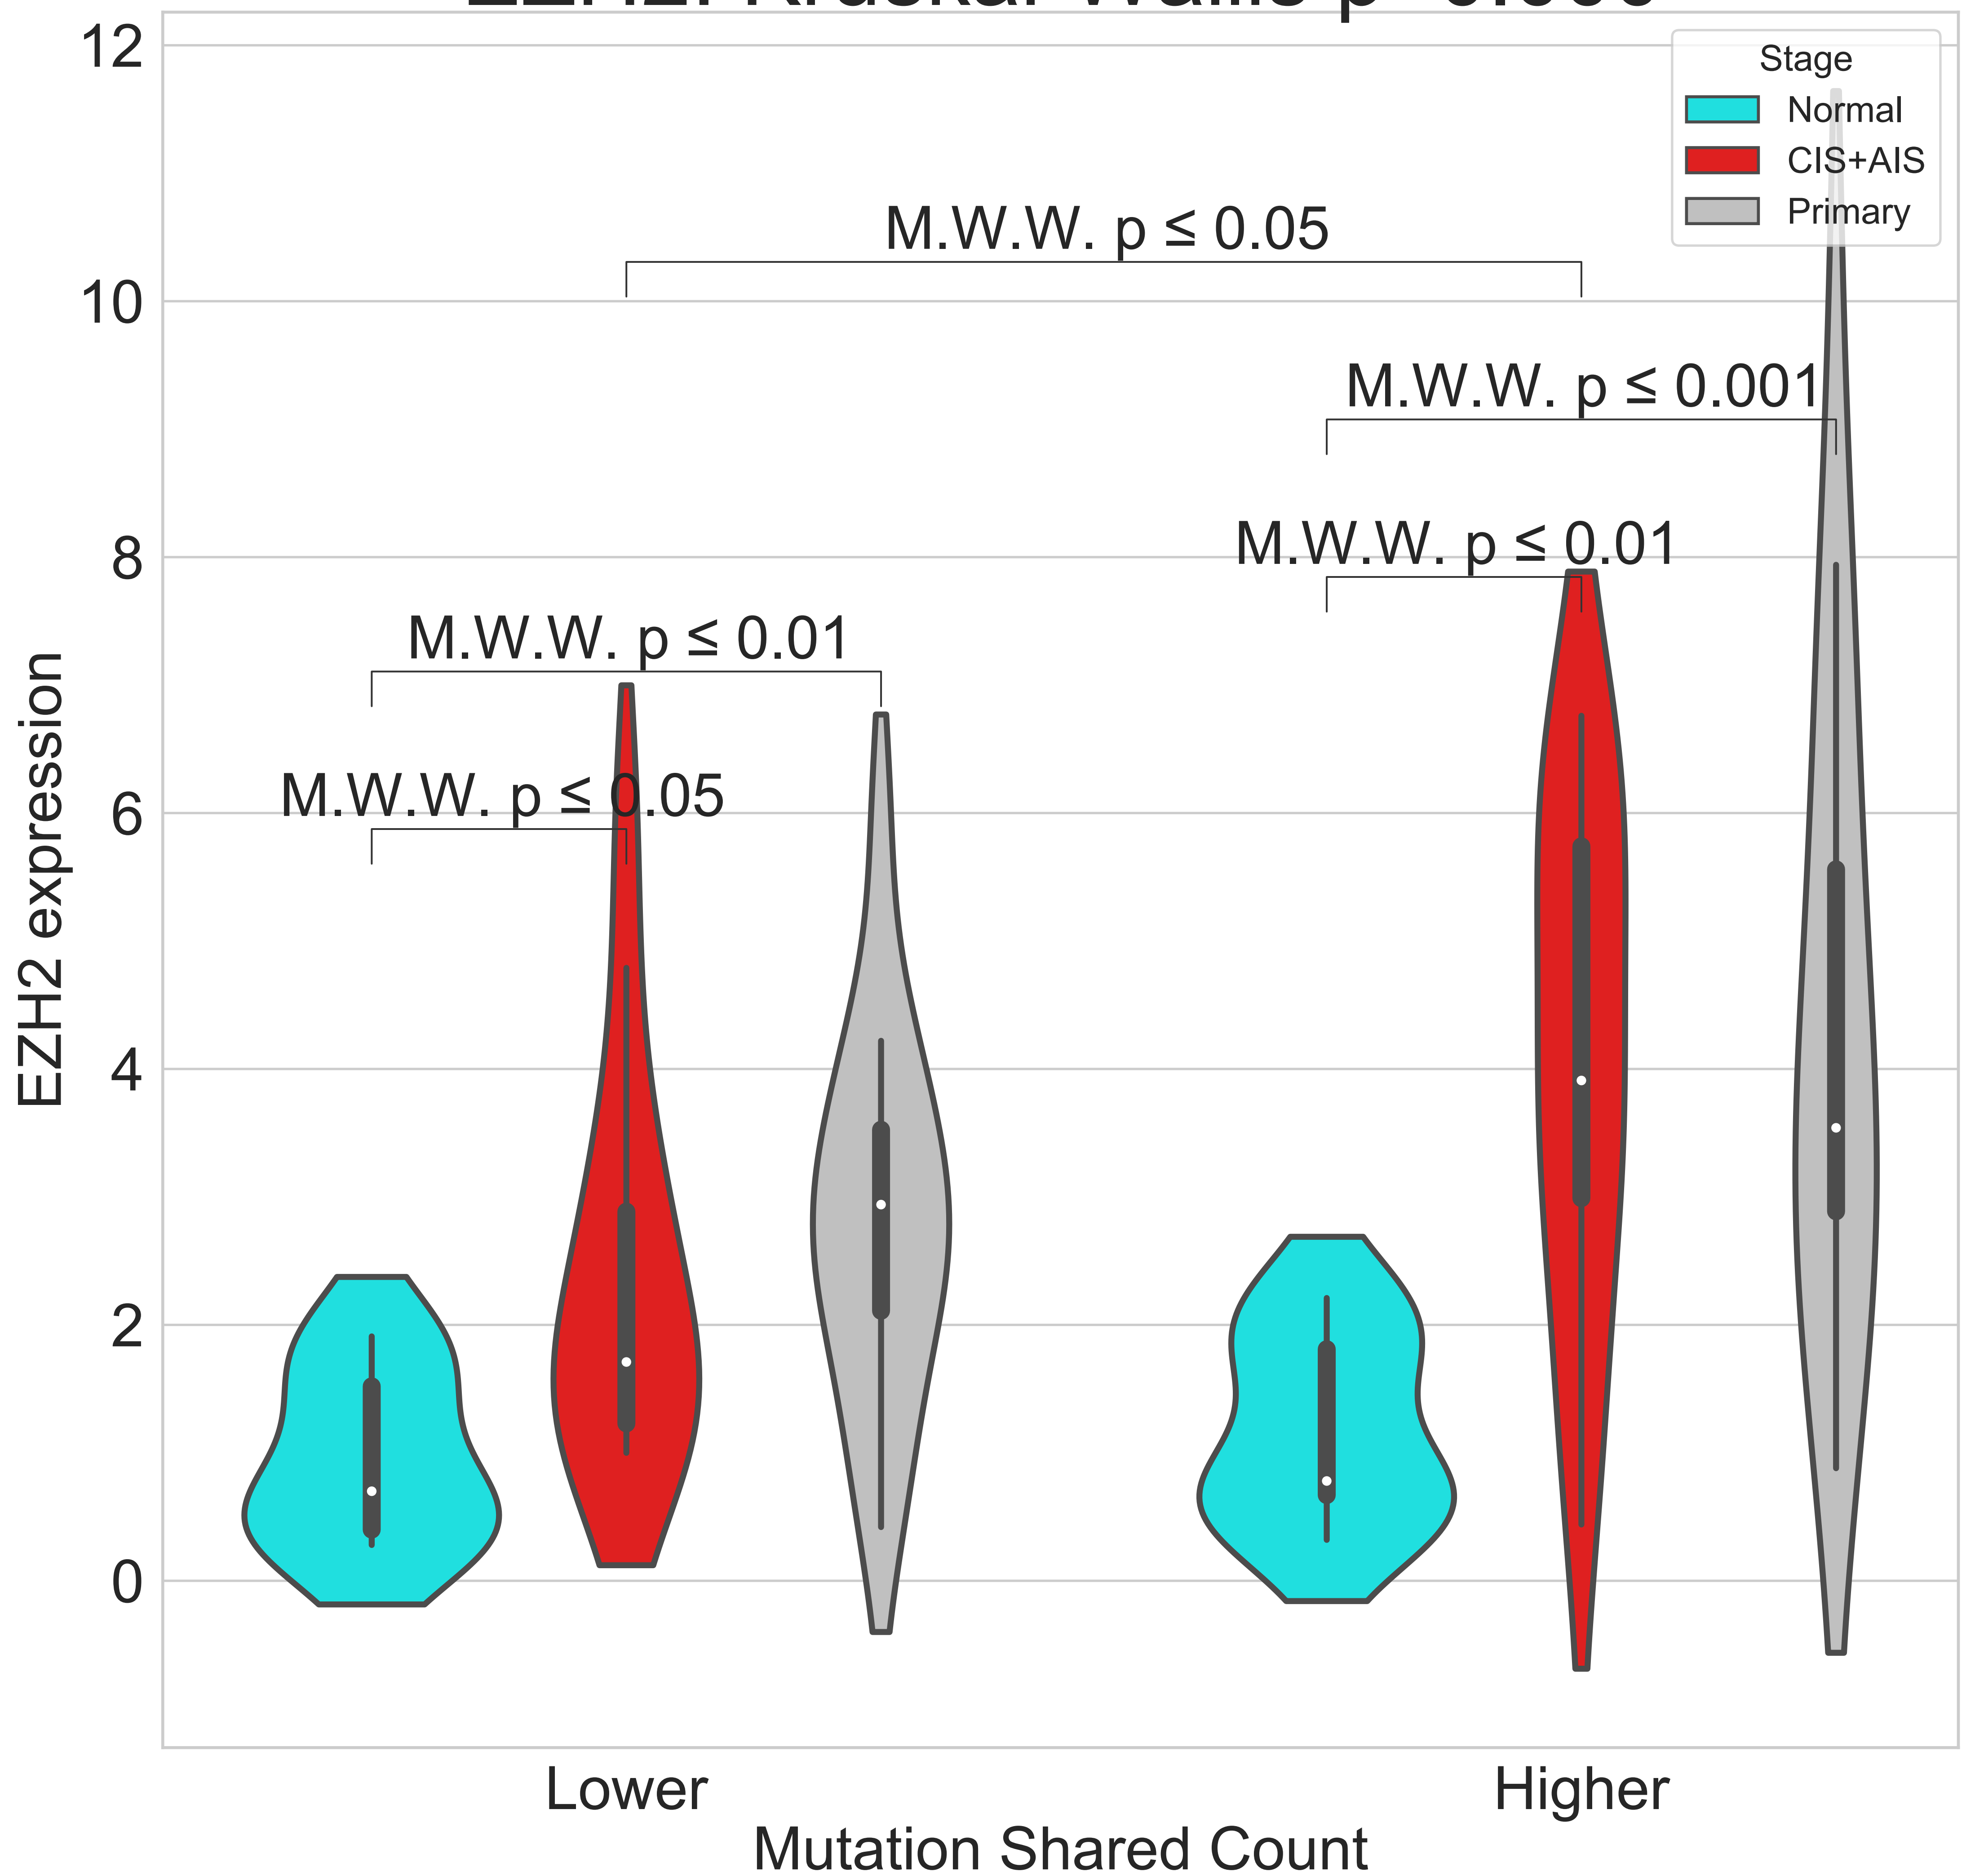 12
10
8
6
4
2
0
EZH2 expression
Stage
Normal
CIS+AIS
Primary
M.W.W. p ≤ 0.05
M.W.W. p ≤ 0.001
M.W.W. p ≤ 0.01
M.W.W. p ≤ 0.01
M.W.W. p ≤ 0.05
Lower
Higher
Mutation Shared Count